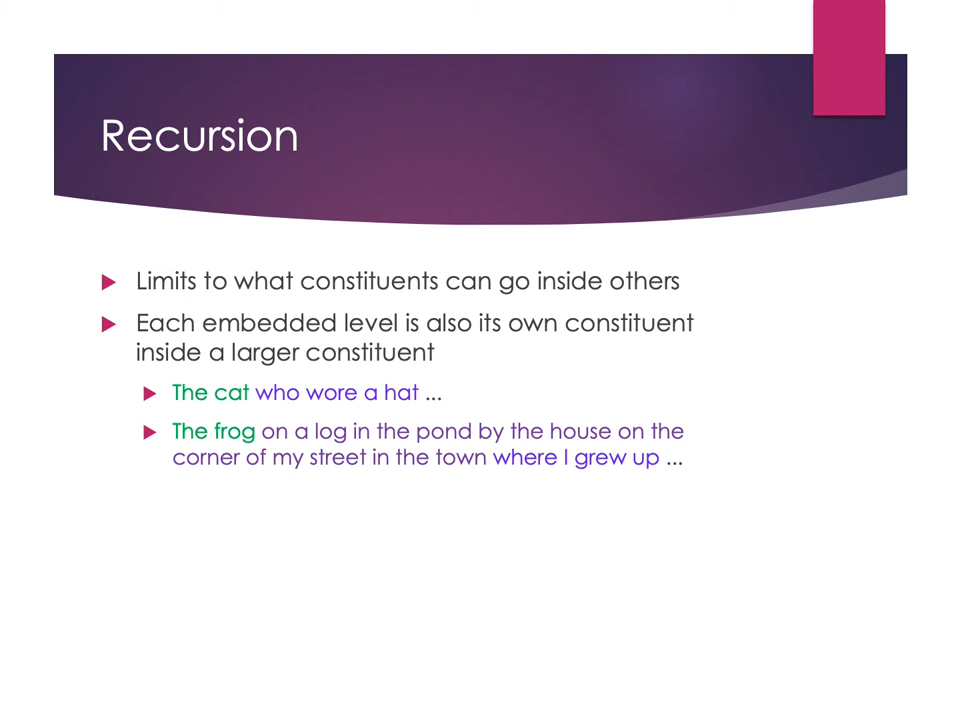 Recursion
Limits to what constituents can go inside others
Each embedded level is also its own constituent
inside a larger constituent
The cat who wore a hat ...
The frog on a log in the pond by the house on the
corner of my street in the town where I grew up ...